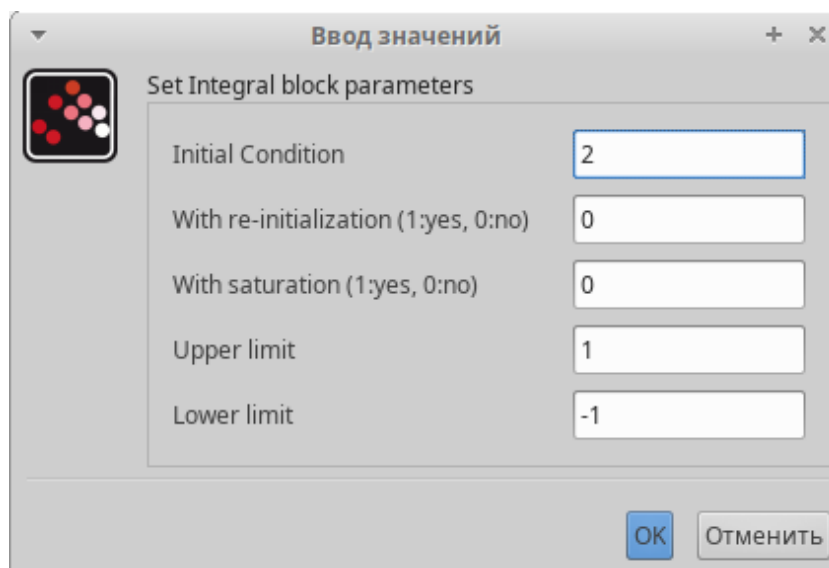 Ввод значений
Set Integral block parameters
Initial Condition 2
With re-initialization (1:yes, 0:no) 0
With saturation (1:yes, 0:no) 0
Upper limit 1
Lower limit -1
OK Отменить